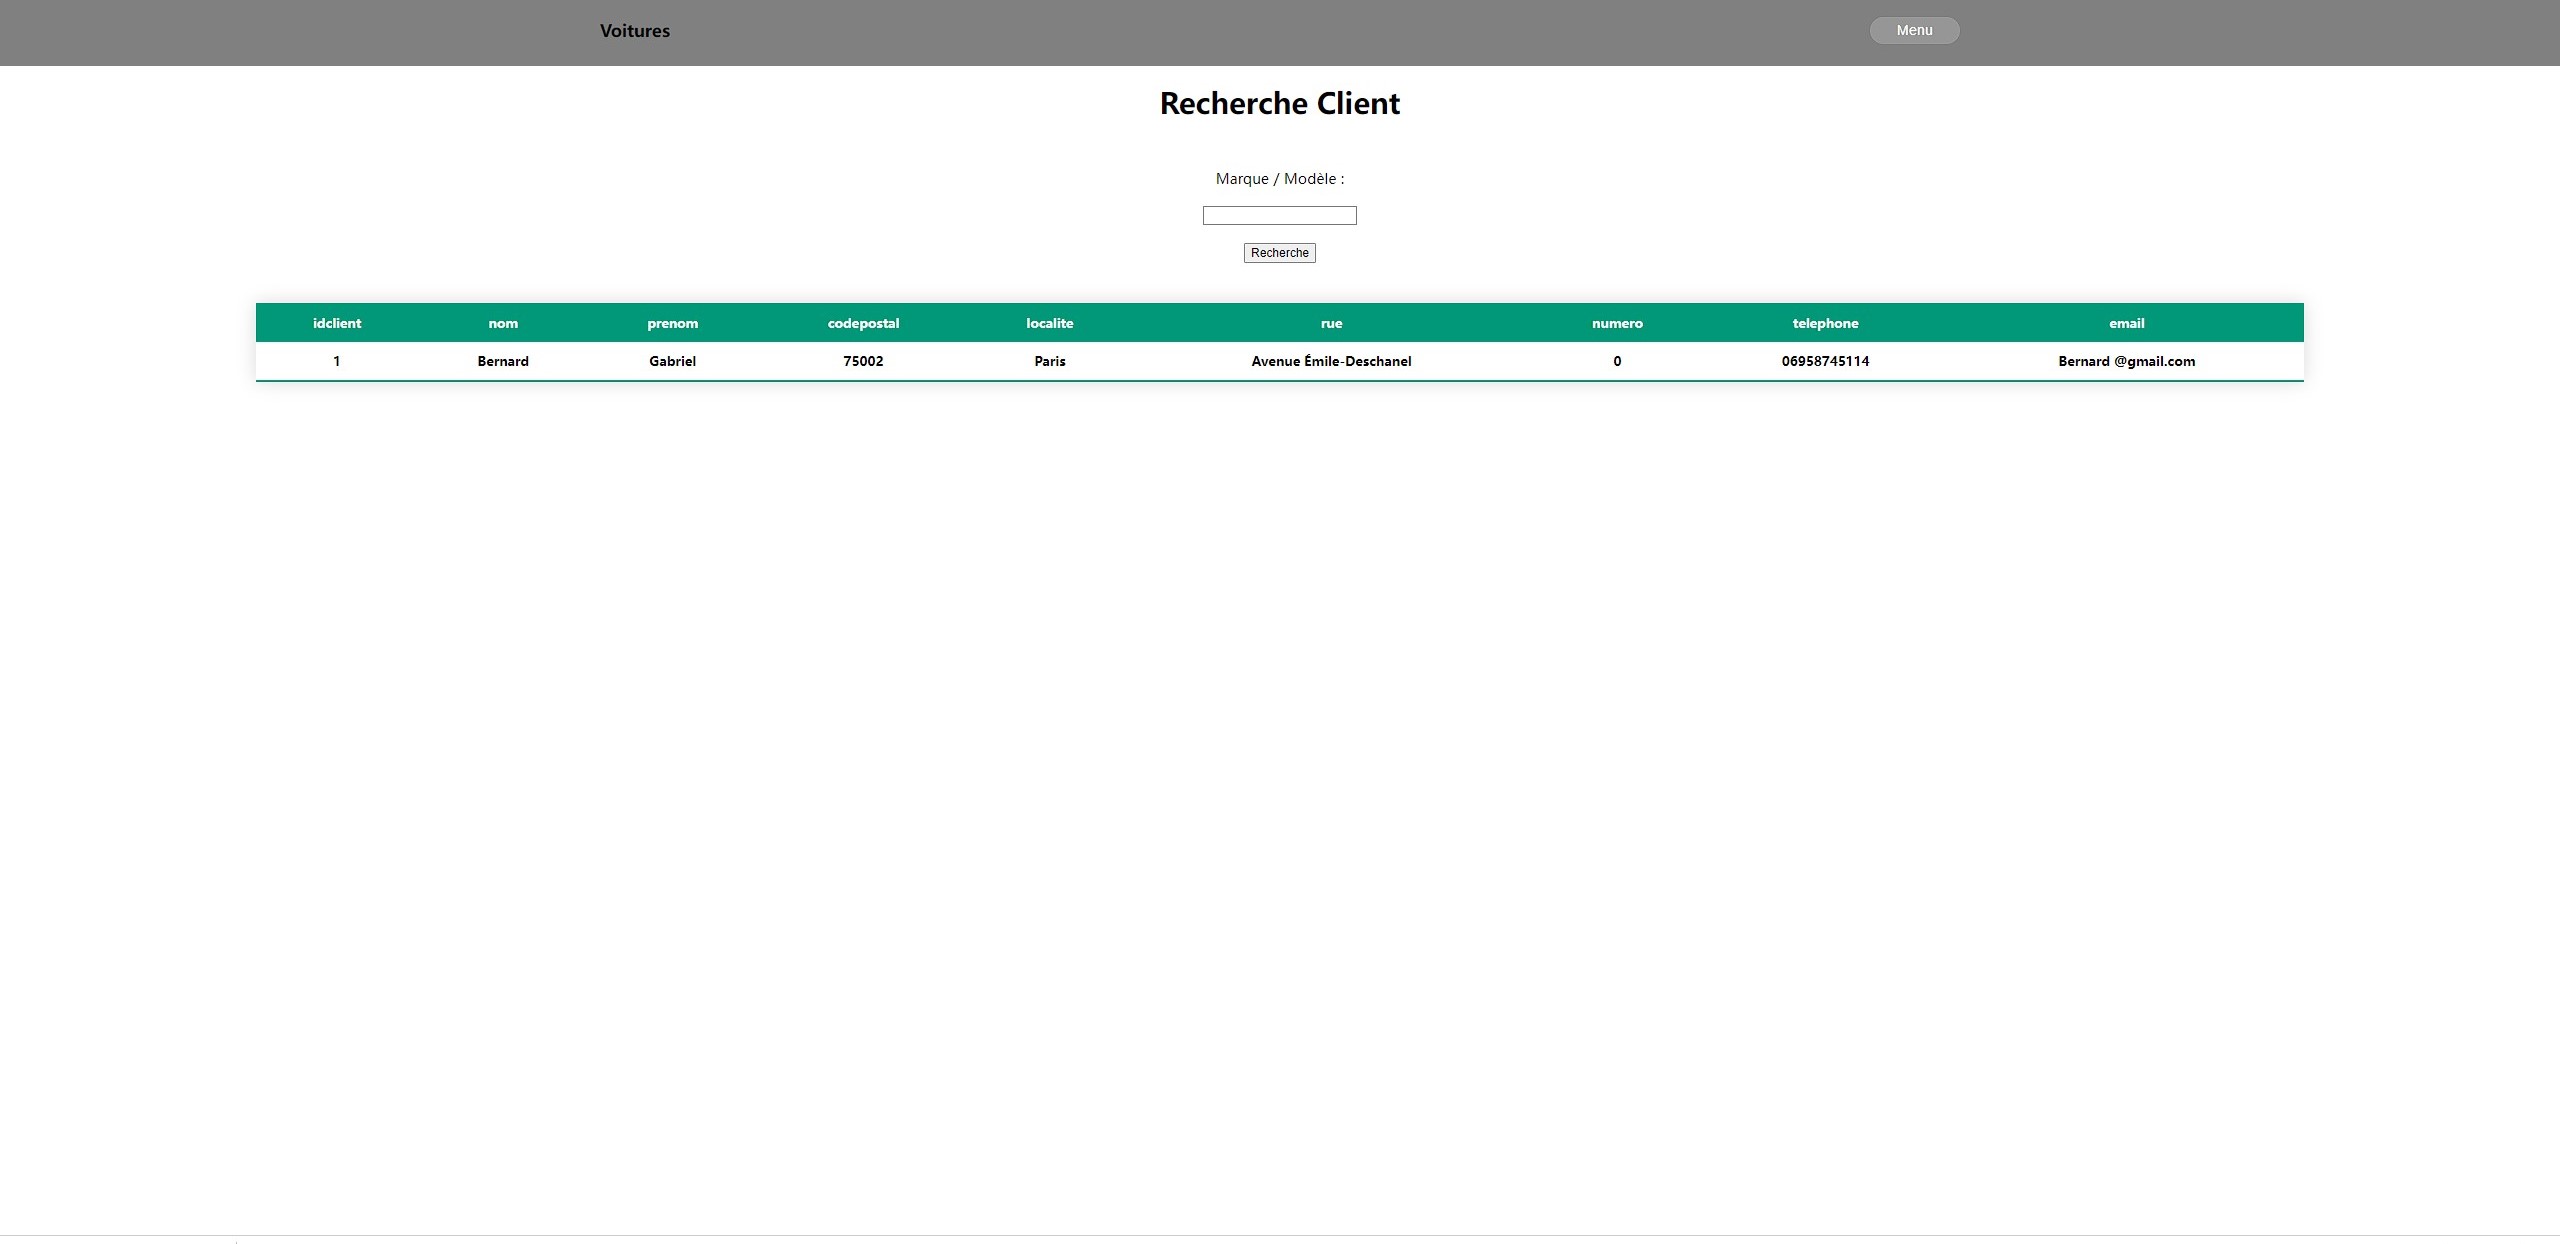 Voitures Menu
Recherche Client
Marque / Modèle :
Recherche
idclient nom prenom codepostal localite rue numero telephone email
1 Bernard Gabriel 75002 Paris Avenue Émile-Deschanel 0 06958745114 Bernard @gmail.com